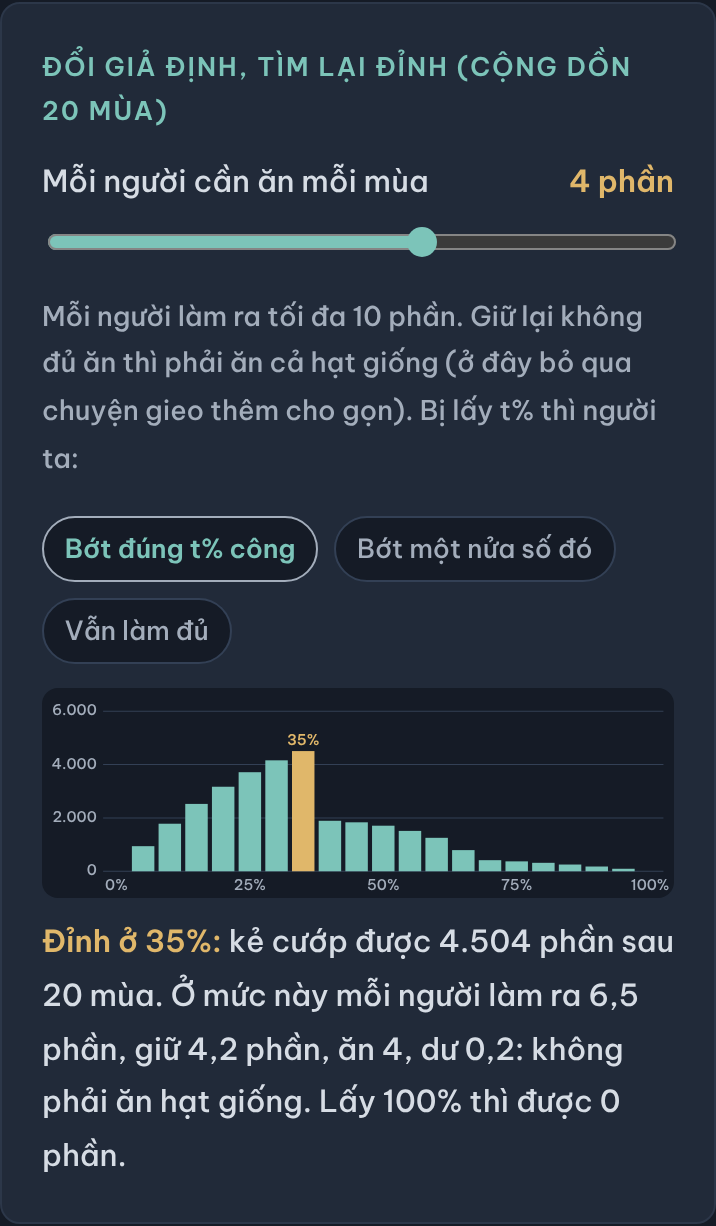 ĐỔI GIẢ ĐỊNH, TÌM LẠI ĐỈNH (CỘNG DỒN
20 MÙA)
Mỗi người cần ăn mỗi mùa
4 phần
Mỗi người làm ra tối đa 10 phần. Giữ lại không
đủ ăn thì phải ăn cả hạt giống (ở đây bỏ qua
chuyện gieo thêm cho gọn). Bị lấy t% thì người
ta:
Bớt đúng t% công
Bớt một nửa số đó
Vẫn làm đủ
6.000
35%
4.000
2.000
0
0%
25%
50%
75%
100%
Đỉnh ở 35%: kẻ cướp được 4.504 phần sau
20 mùa. Ở mức này mỗi người làm ra 6,5
phần, giữ 4,2 phần, ăn 4, dư 0,2: không
phải ăn hạt giống. Lấy 100% thì được 0
phần.